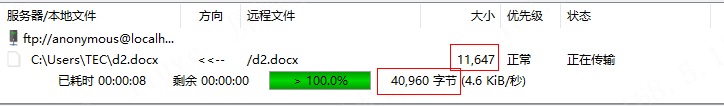 服务器/本地文件 方向 远程文件 大小 优先级 状态
ftp://anonymous@localh...
C:\Users\TEC\d2.docx <<-- /d2.docx 11,647 正常 正在传输
已耗时 00:00:08 剩余 00:00:00 > 100.0% 40,960 字节 (4.6 KiB/秒)